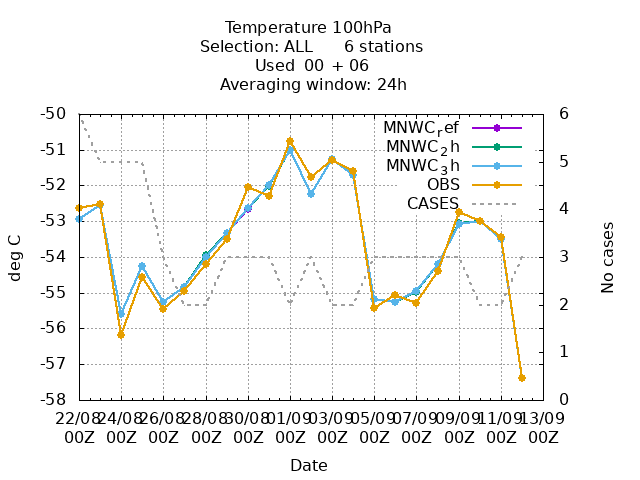 Temperature 100hPa
Selection: ALL 6 stations
Used 00 + 06
Averaging window: 24h
-50 6
MNWCref
-51 MNWC2h
MNWC3h 5
-52 OBS
CASES 4
-53
deg C -54 3 No cases
-55 2
-56
-57 1
-58 0
22/08 24/08 26/08 28/08 30/08 01/09 03/09 05/09 07/09 09/09 11/09 13/09
00Z 00Z 00Z 00Z 00Z 00Z 00Z 00Z 00Z 00Z 00Z 00Z
Date